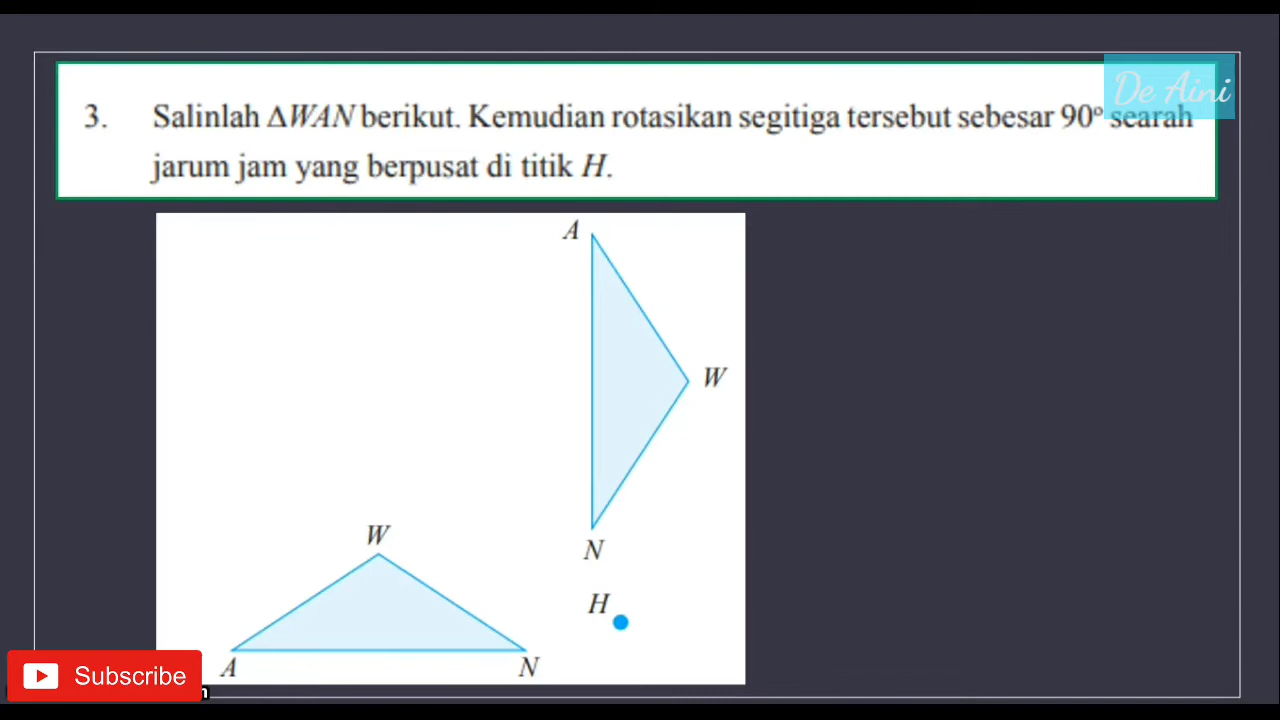 De Aini
3. Salinlah ΔWAN berikut. Kemudian rotasikan segitiga tersebut sebesar 90° searah
jarum jam yang berpusat di titik H.
A
W
W
N
H
A
N
Subscribe